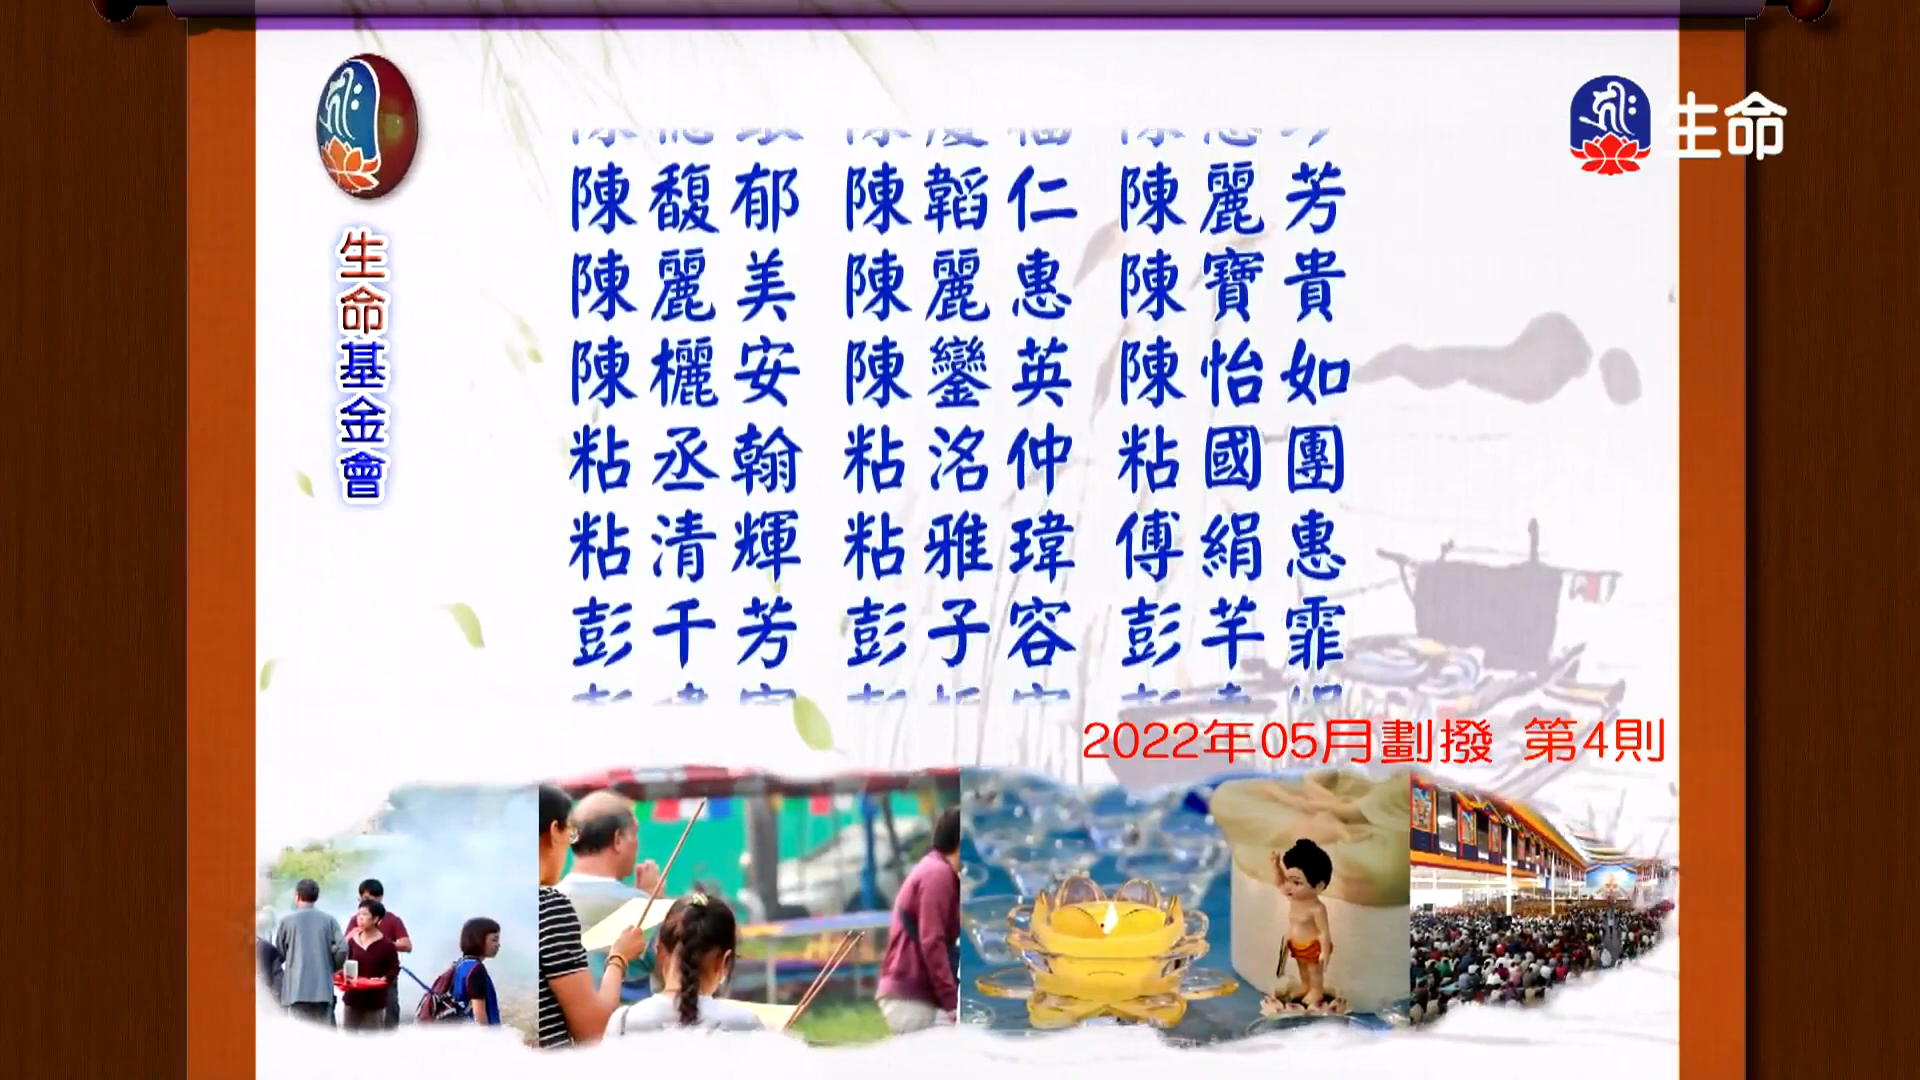 生命
生命基金會
陳馥郁 陳韜仁 陳麗芳
陳麗美 陳麗惠 陳寶貴
陳欐安 陳鑾英 陳怡如
粘丞翰 粘洺仲 粘國團
粘清輝 粘雅瑋 傅絹惠
彭千芳 彭子容 彭芊霏
2022年05月劃撥 第4則